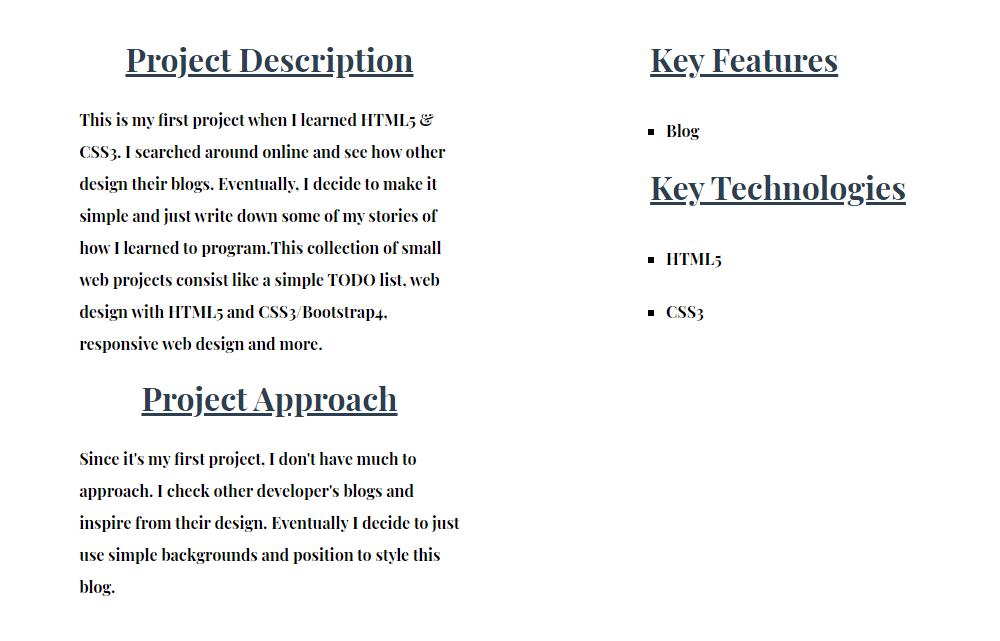 Project Description
This is my first project when I learned HTML5 &
CSS3. I searched around online and see how other
design their blogs. Eventually, I decide to make it
simple and just write down some of my stories of
how I learned to program.This collection of small
web projects consist like a simple TODO list, web
design with HTML5 and CSS3/Bootstrap4,
responsive web design and more.
Project Approach
Since it's my first project, I don't have much to
approach. I check other developer's blogs and
inspire from their design. Eventually I decide to just
use simple backgrounds and position to style this
blog.
Key Features
Blog
Key Technologies
HTML5
CSS3